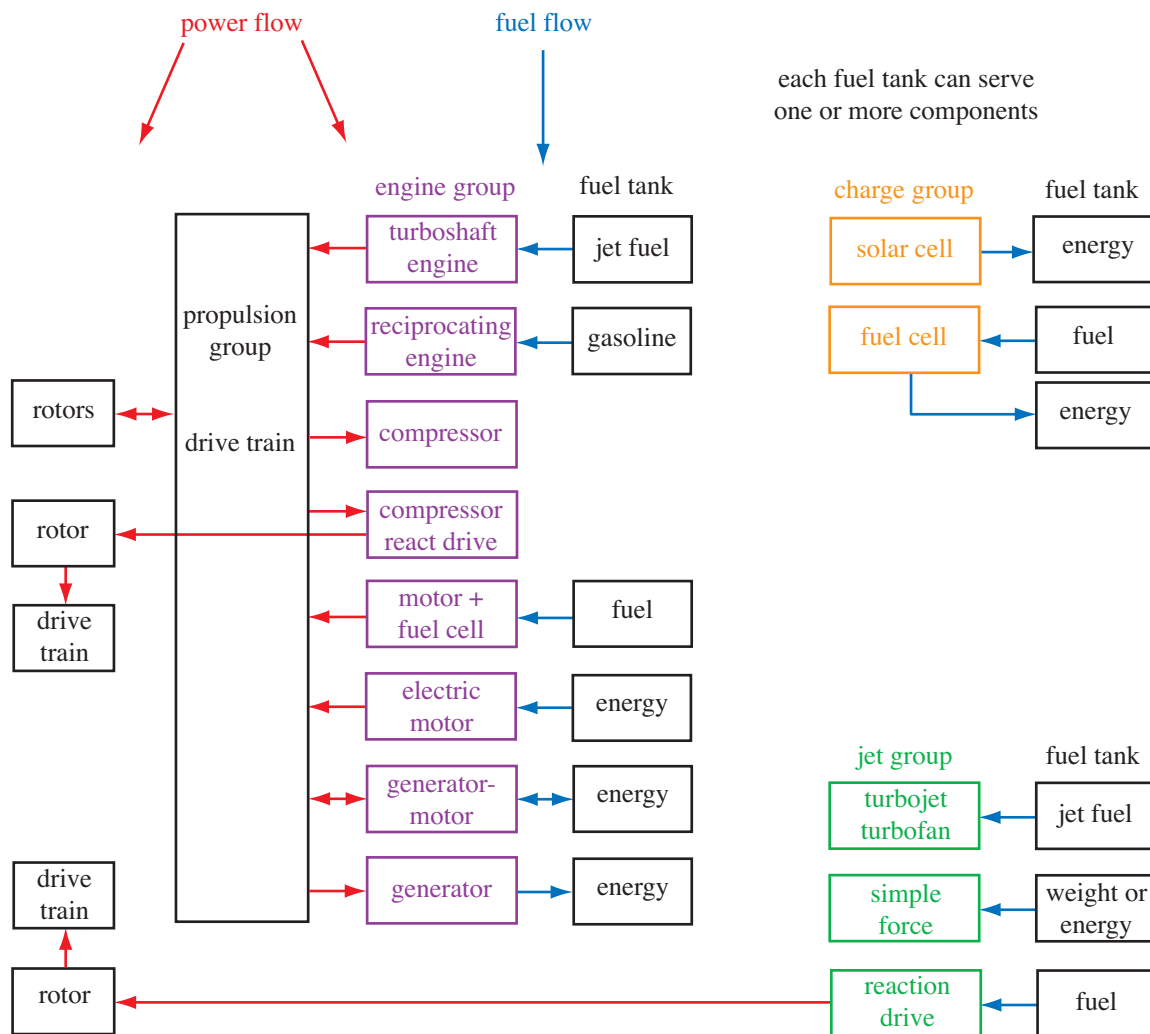 power flow
fuel flow
each fuel tank can serve
one or more components
engine group
fuel tank
charge group
fuel tank
turboshaft
engine
jet fuel
solar cell
energy
propulsion
group
reciprocating
engine
gasoline
fuel cell
fuel
rotors
drive train
compressor
energy
rotor
compressor
react drive
drive
train
motor +
fuel cell
fuel
electric
motor
energy
jet group
fuel tank
generator-
motor
energy
turbojet
turbofan
jet fuel
drive
train
generator
energy
simple
force
weight or
energy
rotor
reaction
drive
fuel